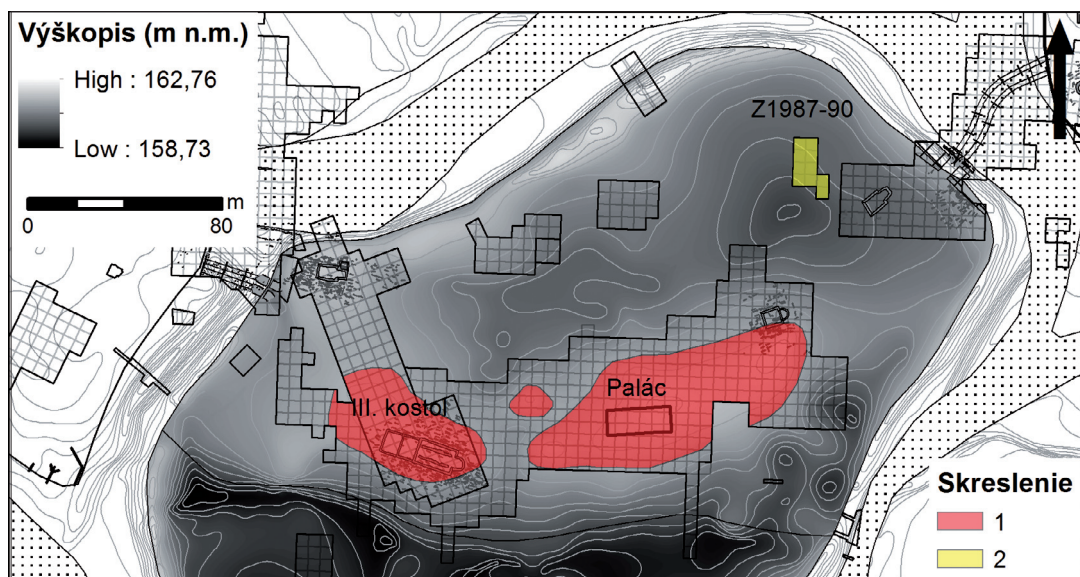 Výškopis (m n.m.)
High : 162,76
Low : 158,73
m
0 80
Z1987-90
III. kostol
Palác
Skreslenie
1
2